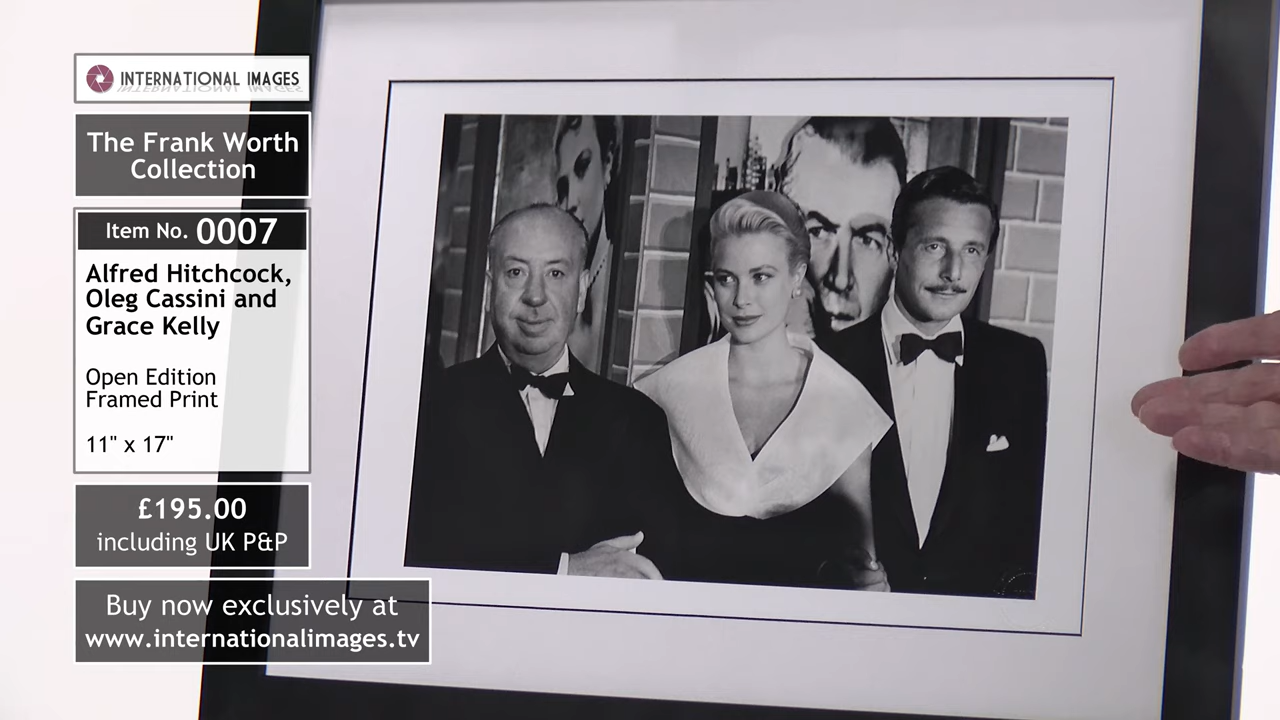 INTERNATIONAL IMAGES
The Frank Worth
Collection
Item No. 0007
Alfred Hitchcock,
Oleg Cassini and
Grace Kelly
Open Edition
Framed Print
11" x 17"
£195.00
including UK P&P
Buy now exclusively at
www.internationalimages.tv